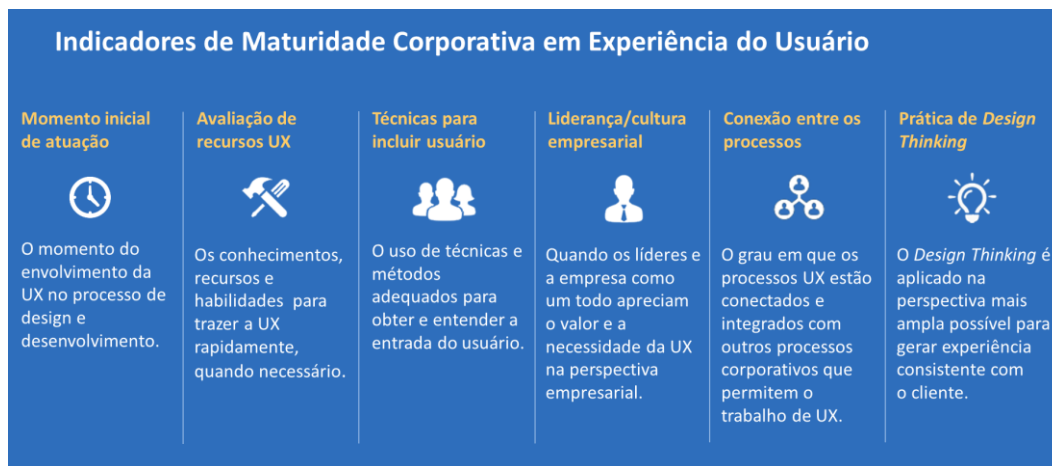 Indicadores de Maturidade Corporativa em Experiência do Usuário
Momento inicial
de atuação
O momento do
envolvimento da
UX no processo de
design e
desenvolvimento.
Avaliação de
recursos UX
Os conhecimentos,
recursos e
habilidades para
trazer a UX
rapidamente,
quando necessário.
Técnicas para
incluir usuário
O uso de técnicas e
métodos
adequados para
obter e entender a
entrada do usuário.
Liderança/cultura
empresarial
Quando os líderes e
a empresa como
um todo apreciam
o valor e a
necessidade da UX
na perspectiva
empresarial.
Conexão entre os
processos
O grau em que os
processos UX estão
conectados e
integrados com
outros processos
corporativos que
permitem o
trabalho de UX.
Prática de Design
Thinking
O Design Thinking é
aplicado na
perspectiva mais
ampla possível para
gerar experiência
consistente com
o cliente.